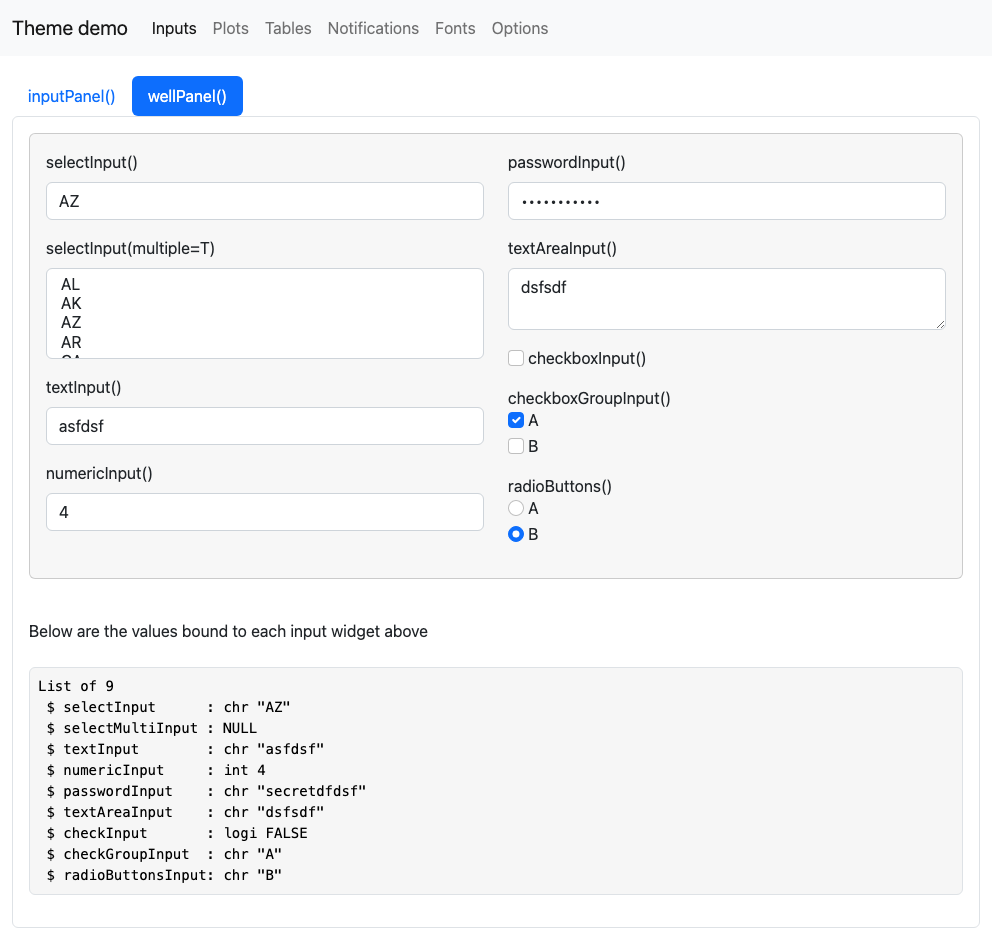 Theme demo Inputs Plots Tables Notifications Fonts Options
inputPanel() wellPanel()
selectInput()
AZ
selectInput(multiple=T)
AL
AK
AZ
AR
textInput()
asfdsf
numericInput()
4
passwordInput()
•••••••••••
textAreaInput()
dsfsdf
checkboxInput()
checkboxGroupInput()
A
B
radioButtons()
A
B
Below are the values bound to each input widget above
List of 9
 $ selectInput      : chr "AZ"
 $ selectMultiInput : NULL
 $ textInput        : chr "asfdsf"
 $ numericInput     : int 4
 $ passwordInput    : chr "secretdfdsf"
 $ textAreaInput    : chr "dsfsdf"
 $ checkInput       : logi FALSE
 $ checkGroupInput  : chr "A"
 $ radioButtonsInput: chr "B"